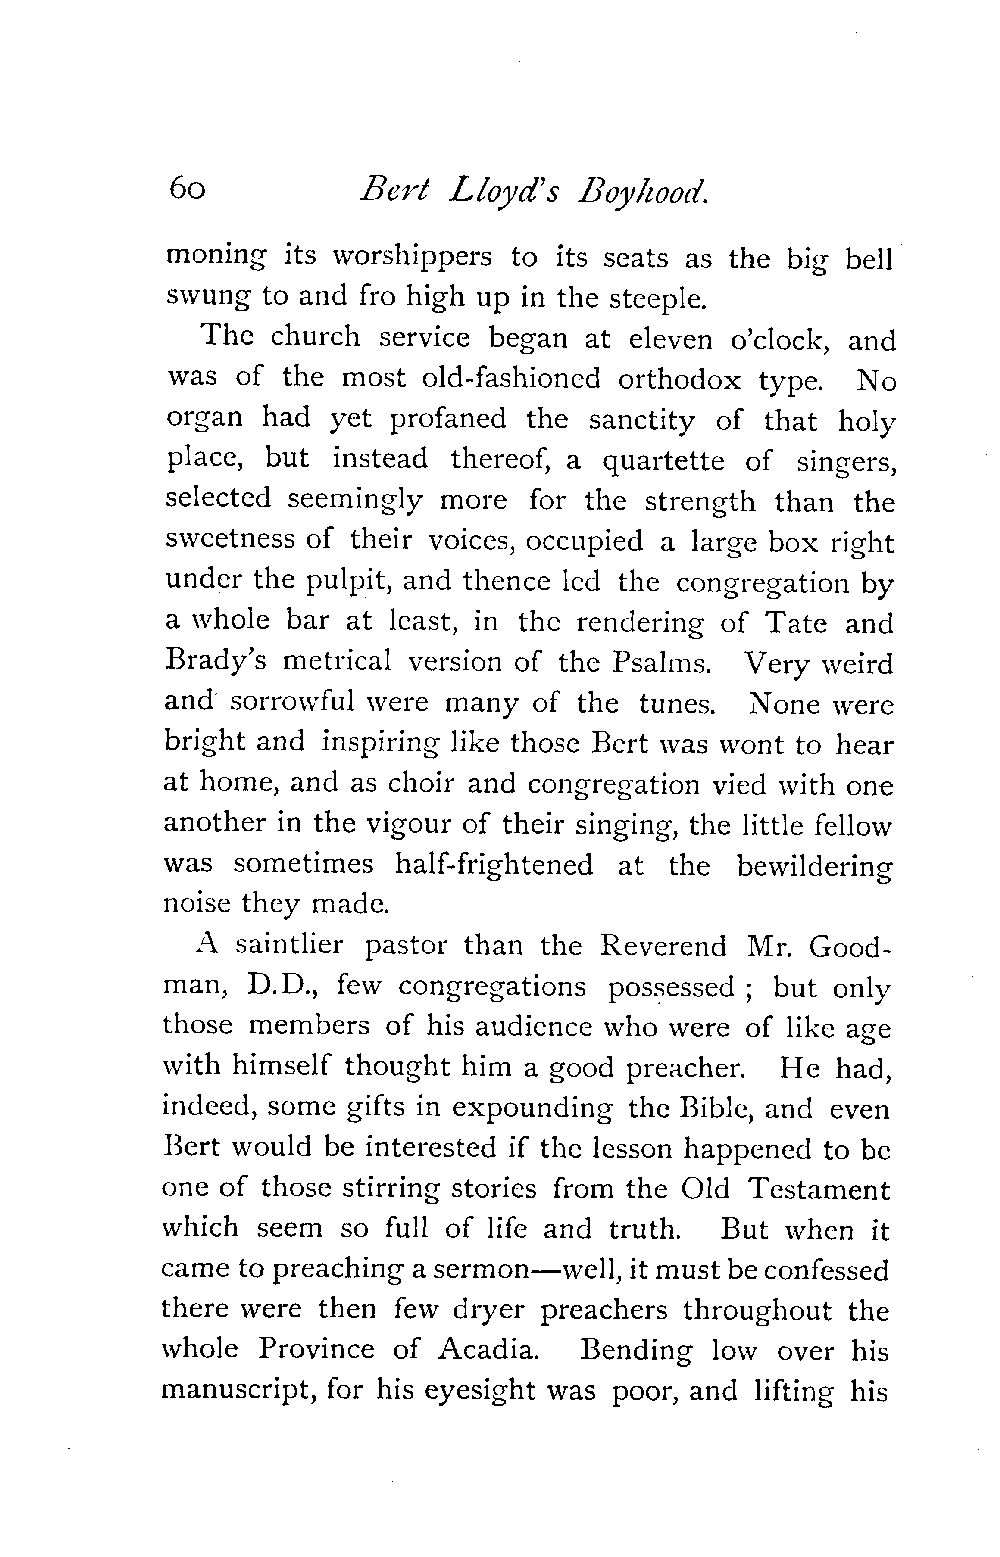 60 Bert Lloyd's Boyhood.
moning its worshippers to its seats as the big bell
swung to and fro high up in the steeple.
The church service began at eleven o'clock, and
was of the most old-fashioned orthodox type. No
organ had yet profaned the sanctity of that holy
place, but instead thereof, a quartette of singers,
selected seemingly more for the strength than the
sweetness of their voices, occupied a large box right
under the pulpit, and thence led the congregation by
a whole bar at least, in the rendering of Tate and
Brady's metrical version of the Psalms. Very weird
and sorrowful were many of the tunes. None were
bright and inspiring like those Bert was wont to hear
at home, and as choir and congregation vied with one
another in the vigour of their singing, the little fellow
was sometimes half-frightened at the bewildering
noise they made.
A saintlier pastor than the Reverend Mr. Good-
man, D.D., few congregations possessed ; but only
those members of his audience who were of like age
with himself thought him a good preacher. He had,
indeed, some gifts in expounding the Bible, and even
Bert would be interested if the lesson happened to be
one of those stirring stories from the Old Testament
which seem so full of life and truth. But when it
came to preaching a sermon—well, it must be confessed
there were then few dryer preachers throughout the
whole Province of Acadia. Bending low over his
manuscript, for his eyesight was poor, and lifting his